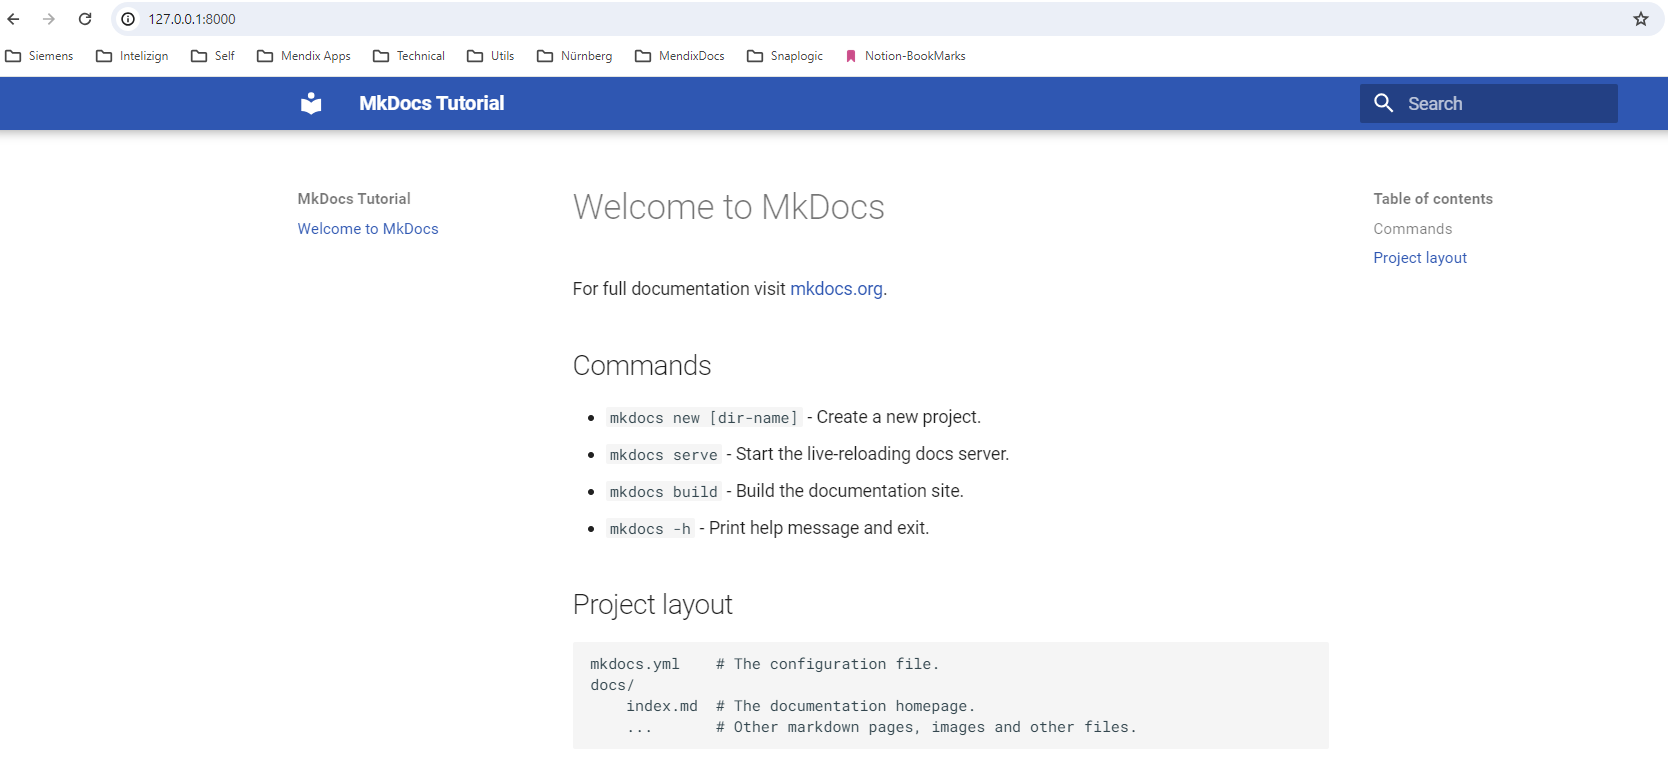 127.0.0.1:8000
Siemens Intelizign Self Mendix Apps Technical Utils Nürnberg MendixDocs Snaplogic Notion-BookMarks
MkDocs Tutorial Search
MkDocs Tutorial
Welcome to MkDocs
Welcome to MkDocs
For full documentation visit mkdocs.org.
Commands
mkdocs new [dir-name] - Create a new project.
mkdocs serve - Start the live-reloading docs server.
mkdocs build - Build the documentation site.
mkdocs -h - Print help message and exit.
Project layout
mkdocs.yml    # The configuration file.
docs/
    index.md  # The documentation homepage.
    ...       # Other markdown pages, images and other files.
Table of contents
Commands
Project layout